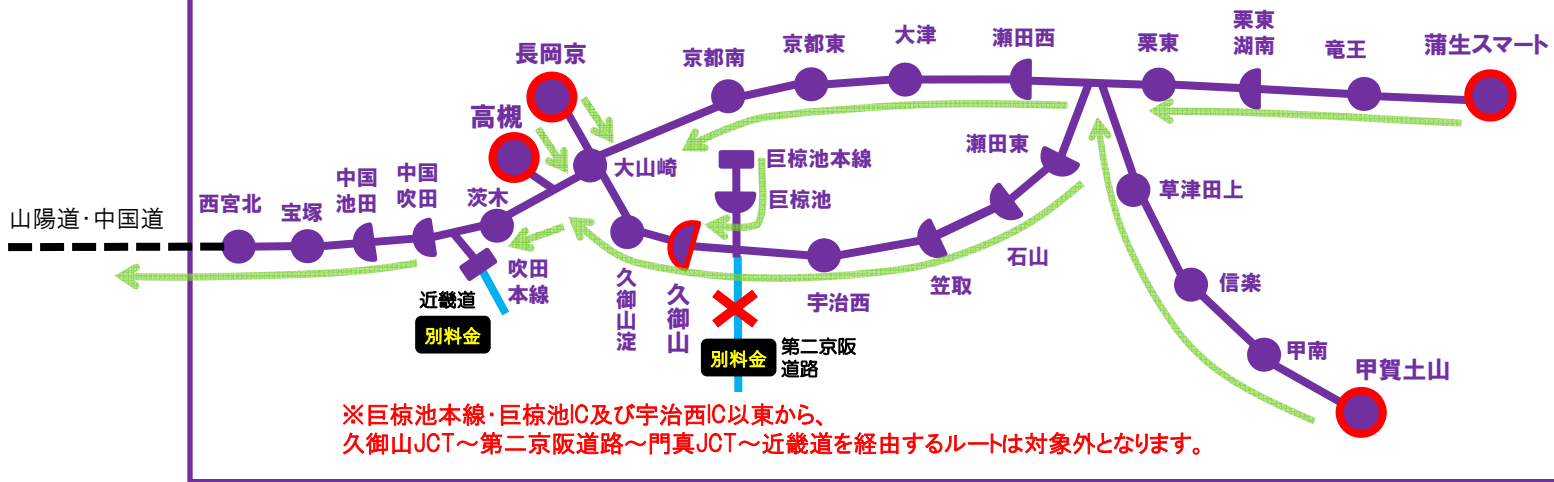 長岡京
高槻
京都南
京都東
大津
瀬田西
栗東
栗東
湖南
竜王
蒲生スマート
山陽道・中国道
西宮北
宝塚
中国
池田
中国
吹田
茨木
大山崎
巨椋池本線
巨椋池
瀬田東
草津田上
吹田
本線
近畿道
別料金
久御山淀
久御山
宇治西
笠取
石山
信楽
甲南
甲賀土山
別料金
第二京阪
道路
※巨椋池本線・巨椋池IC及び宇治西IC以東から、
久御山JCT～第二京阪道路～門真JCT～近畿道を経由するルートは対象外となります。